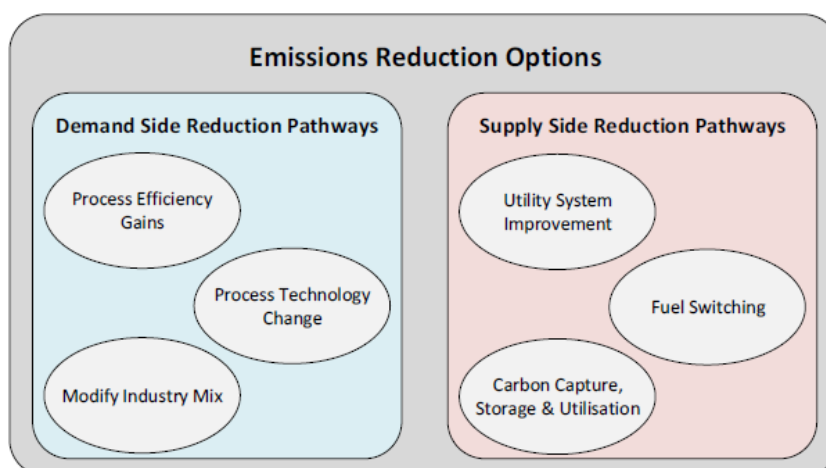 Emissions Reduction Options
Demand Side Reduction Pathways
Process Efficiency
Gains
Process Technology
Change
Modify Industry Mix
Supply Side Reduction Pathways
Utility System
Improvement
Fuel Switching
Carbon Capture,
Storage & Utilisation